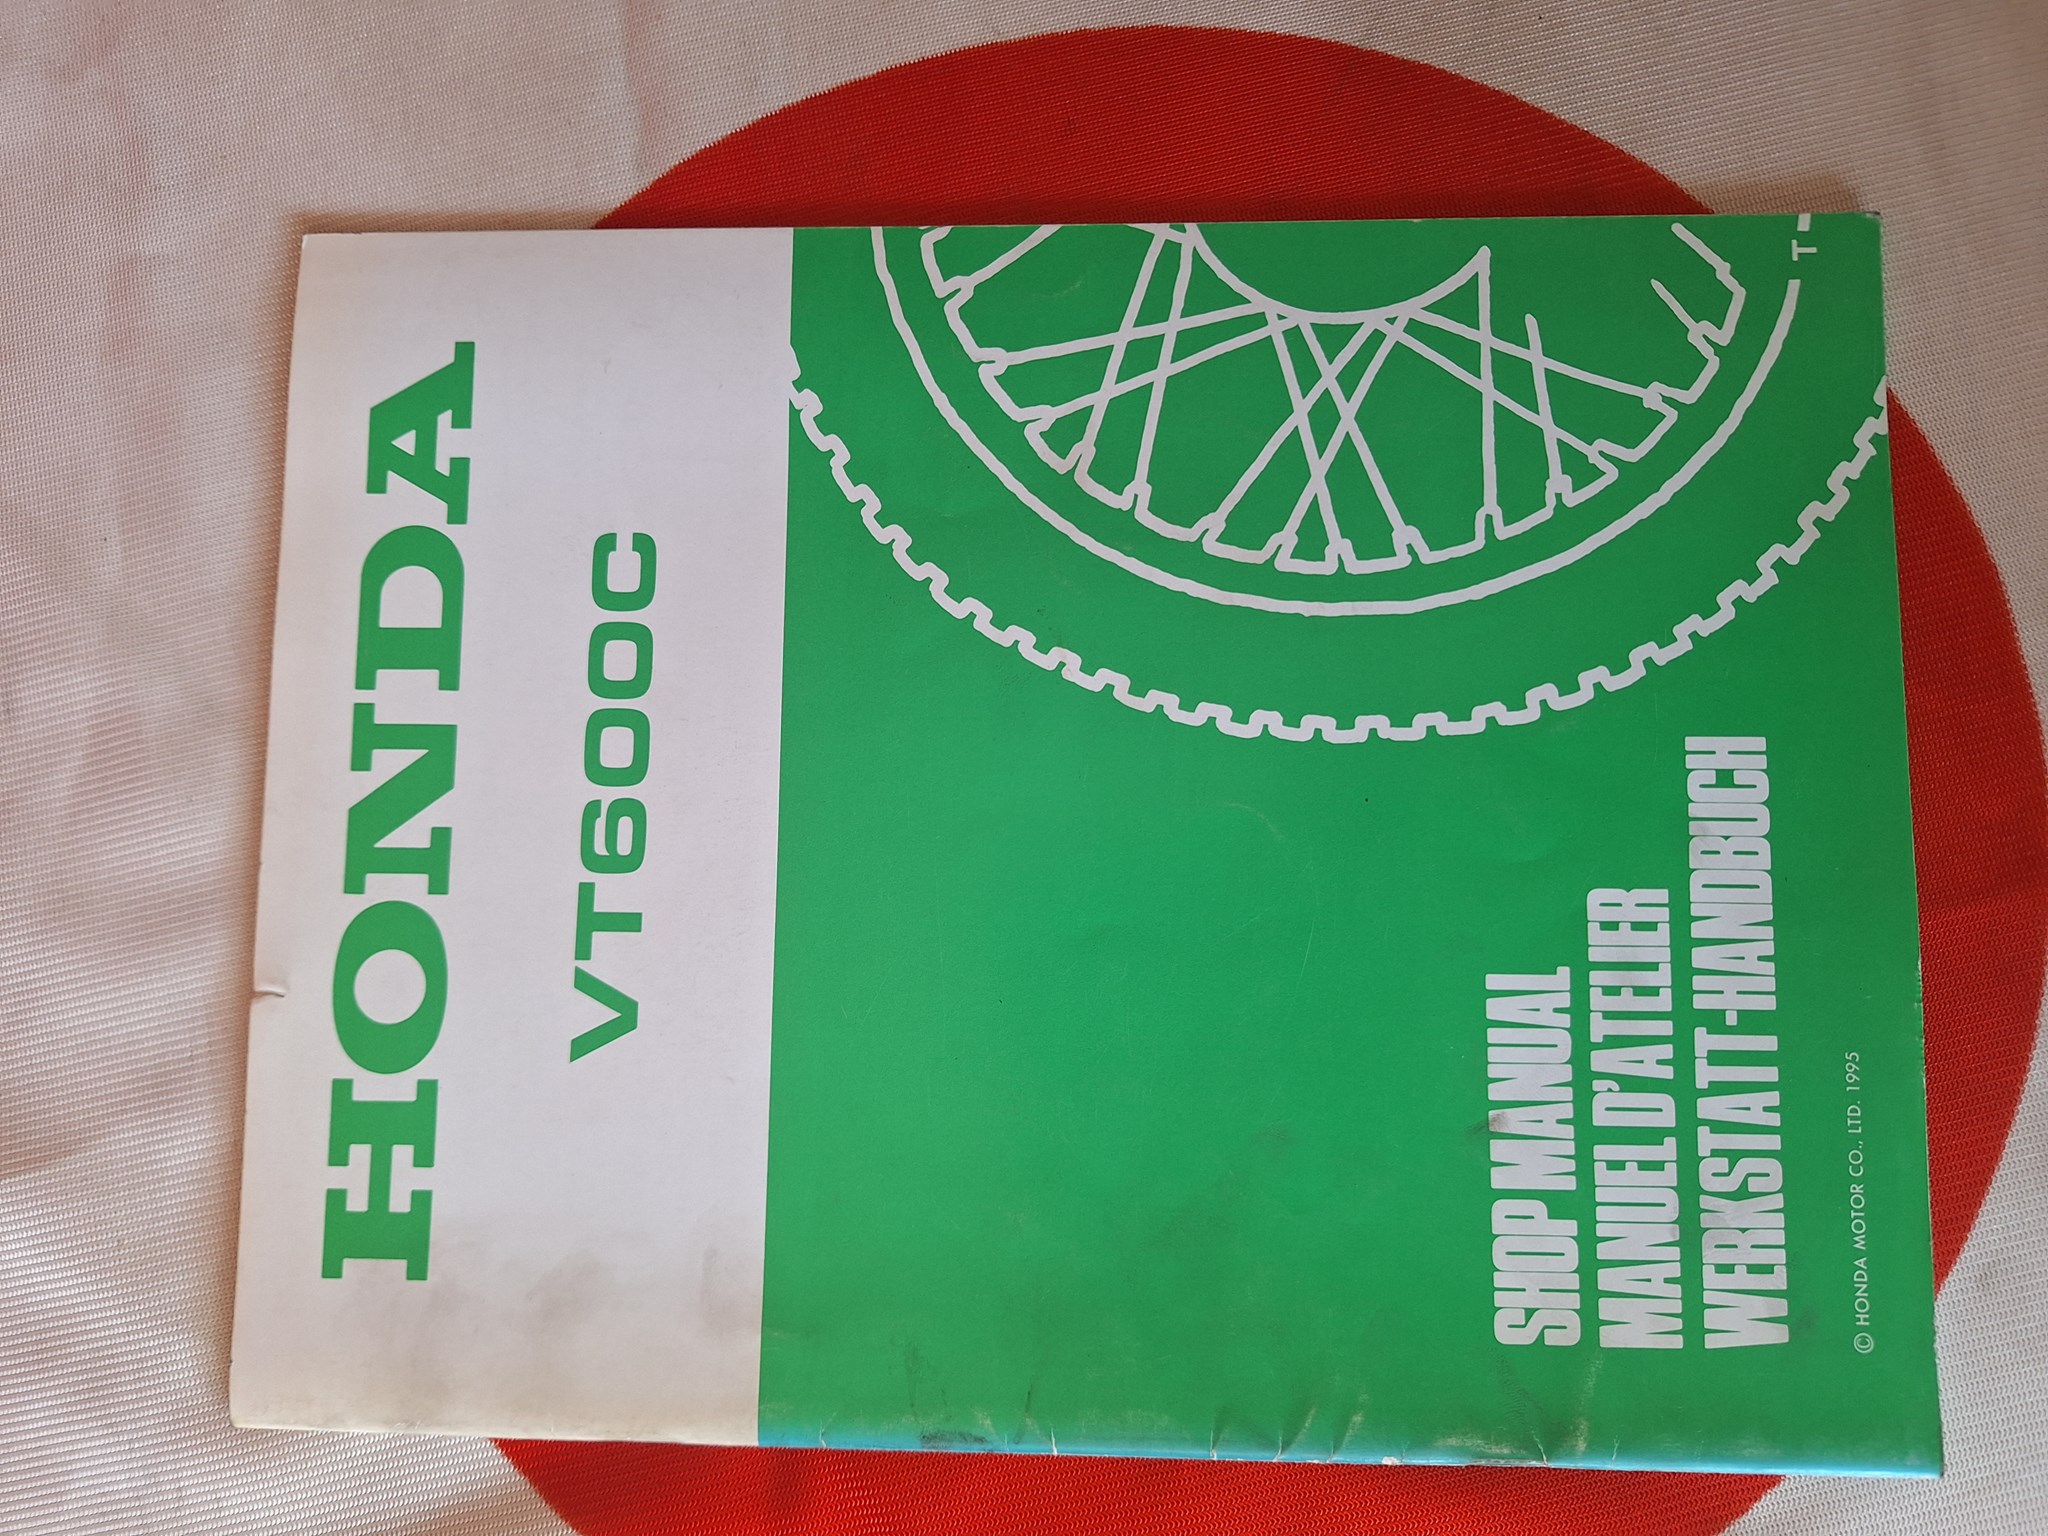 HONDA
VT600C
T
SHOP MANUAL
MANUEL D'ATELIER
WERKSTATT-HANDBUCH
© HONDA MOTOR CO., LTD. 1995